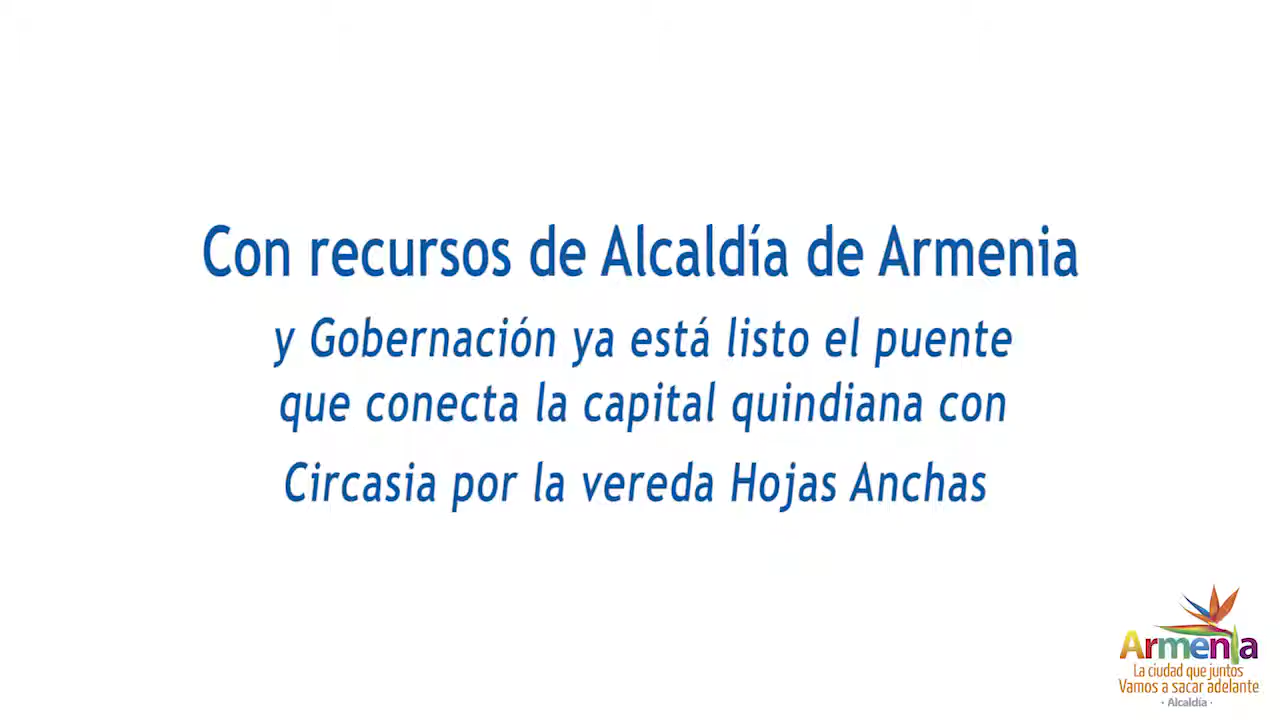 Con recursos de Alcaldía de Armenia
y Gobernación ya está listo el puente
que conecta la capital quindiana con
Circasia por la vereda Hojas Anchas
Armenia
La ciudad que juntos
Vamos a sacar adelante
· Alcaldía ·